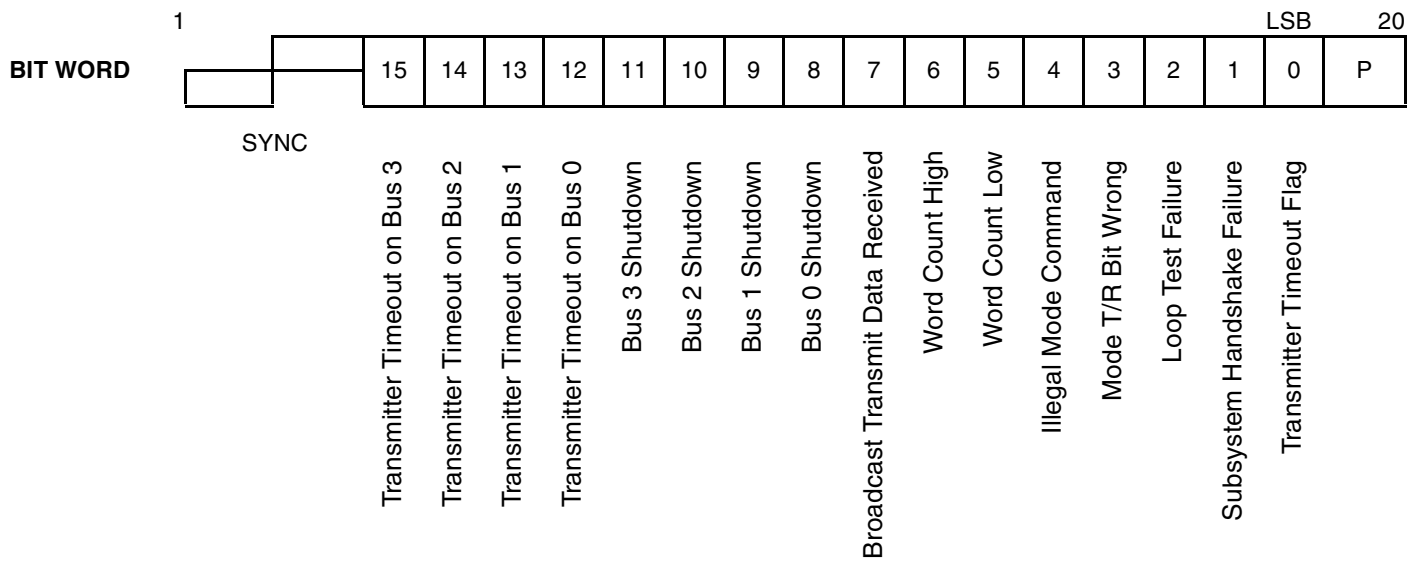 1 LSB 20
BIT WORD 15 14 13 12 11 10 9 8 7 6 5 4 3 2 1 0 P
SYNC
Transmitter Timeout on Bus 3
Transmitter Timeout on Bus 2
Transmitter Timeout on Bus 1
Transmitter Timeout on Bus 0
Bus 3 Shutdown
Bus 2 Shutdown
Bus 1 Shutdown
Bus 0 Shutdown
Broadcast Transmit Data Received
Word Count High
Word Count Low
Illegal Mode Command
Mode T/R Bit Wrong
Loop Test Failure
Subsystem Handshake Failure
Transmitter Timeout Flag